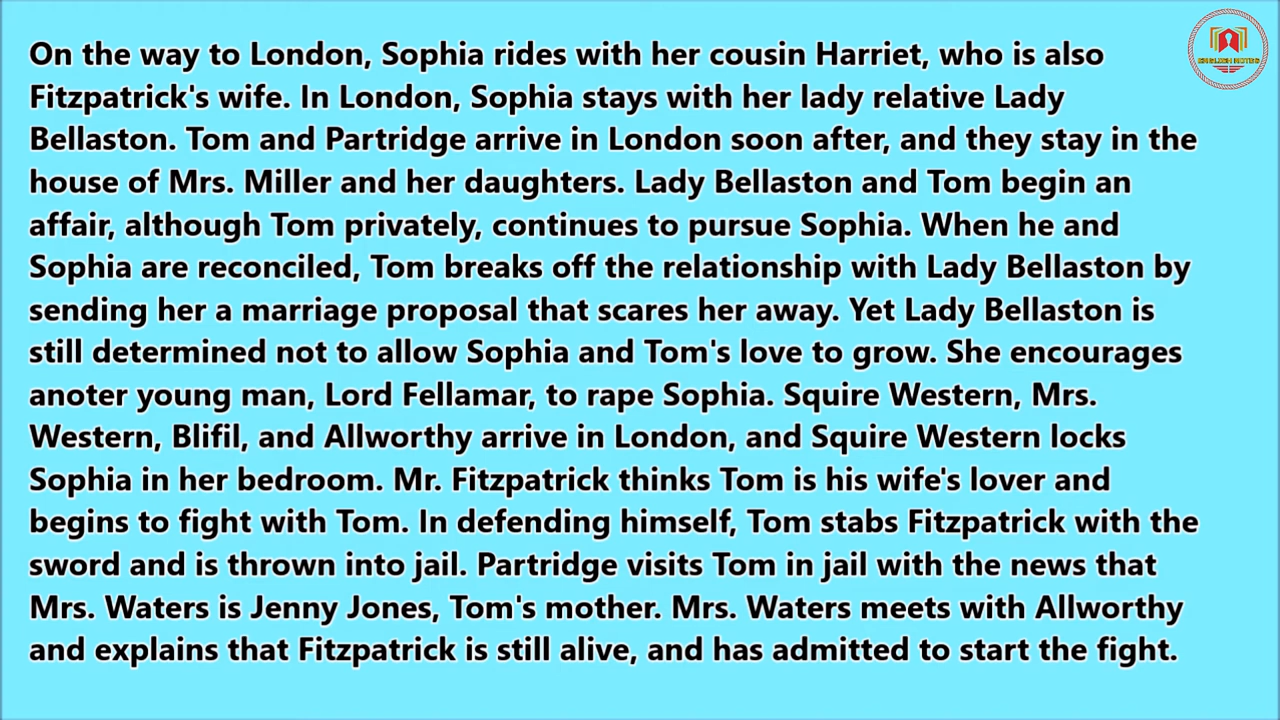 On the way to London, Sophia rides with her cousin Harriet, who is also
Fitzpatrick's wife. In London, Sophia stays with her lady relative Lady
Bellaston. Tom and Partridge arrive in London soon after, and they stay in the
house of Mrs. Miller and her daughters. Lady Bellaston and Tom begin an
affair, although Tom privately, continues to pursue Sophia. When he and
Sophia are reconciled, Tom breaks off the relationship with Lady Bellaston by
sending her a marriage proposal that scares her away. Yet Lady Bellaston is
still determined not to allow Sophia and Tom's love to grow. She encourages
anoter young man, Lord Fellamar, to rape Sophia. Squire Western, Mrs.
Western, Blifil, and Allworthy arrive in London, and Squire Western locks
Sophia in her bedroom. Mr. Fitzpatrick thinks Tom is his wife's lover and
begins to fight with Tom. In defending himself, Tom stabs Fitzpatrick with the
sword and is thrown into jail. Partridge visits Tom in jail with the news that
Mrs. Waters is Jenny Jones, Tom's mother. Mrs. Waters meets with Allworthy
and explains that Fitzpatrick is still alive, and has admitted to start the fight.
ENGLISH NOTES